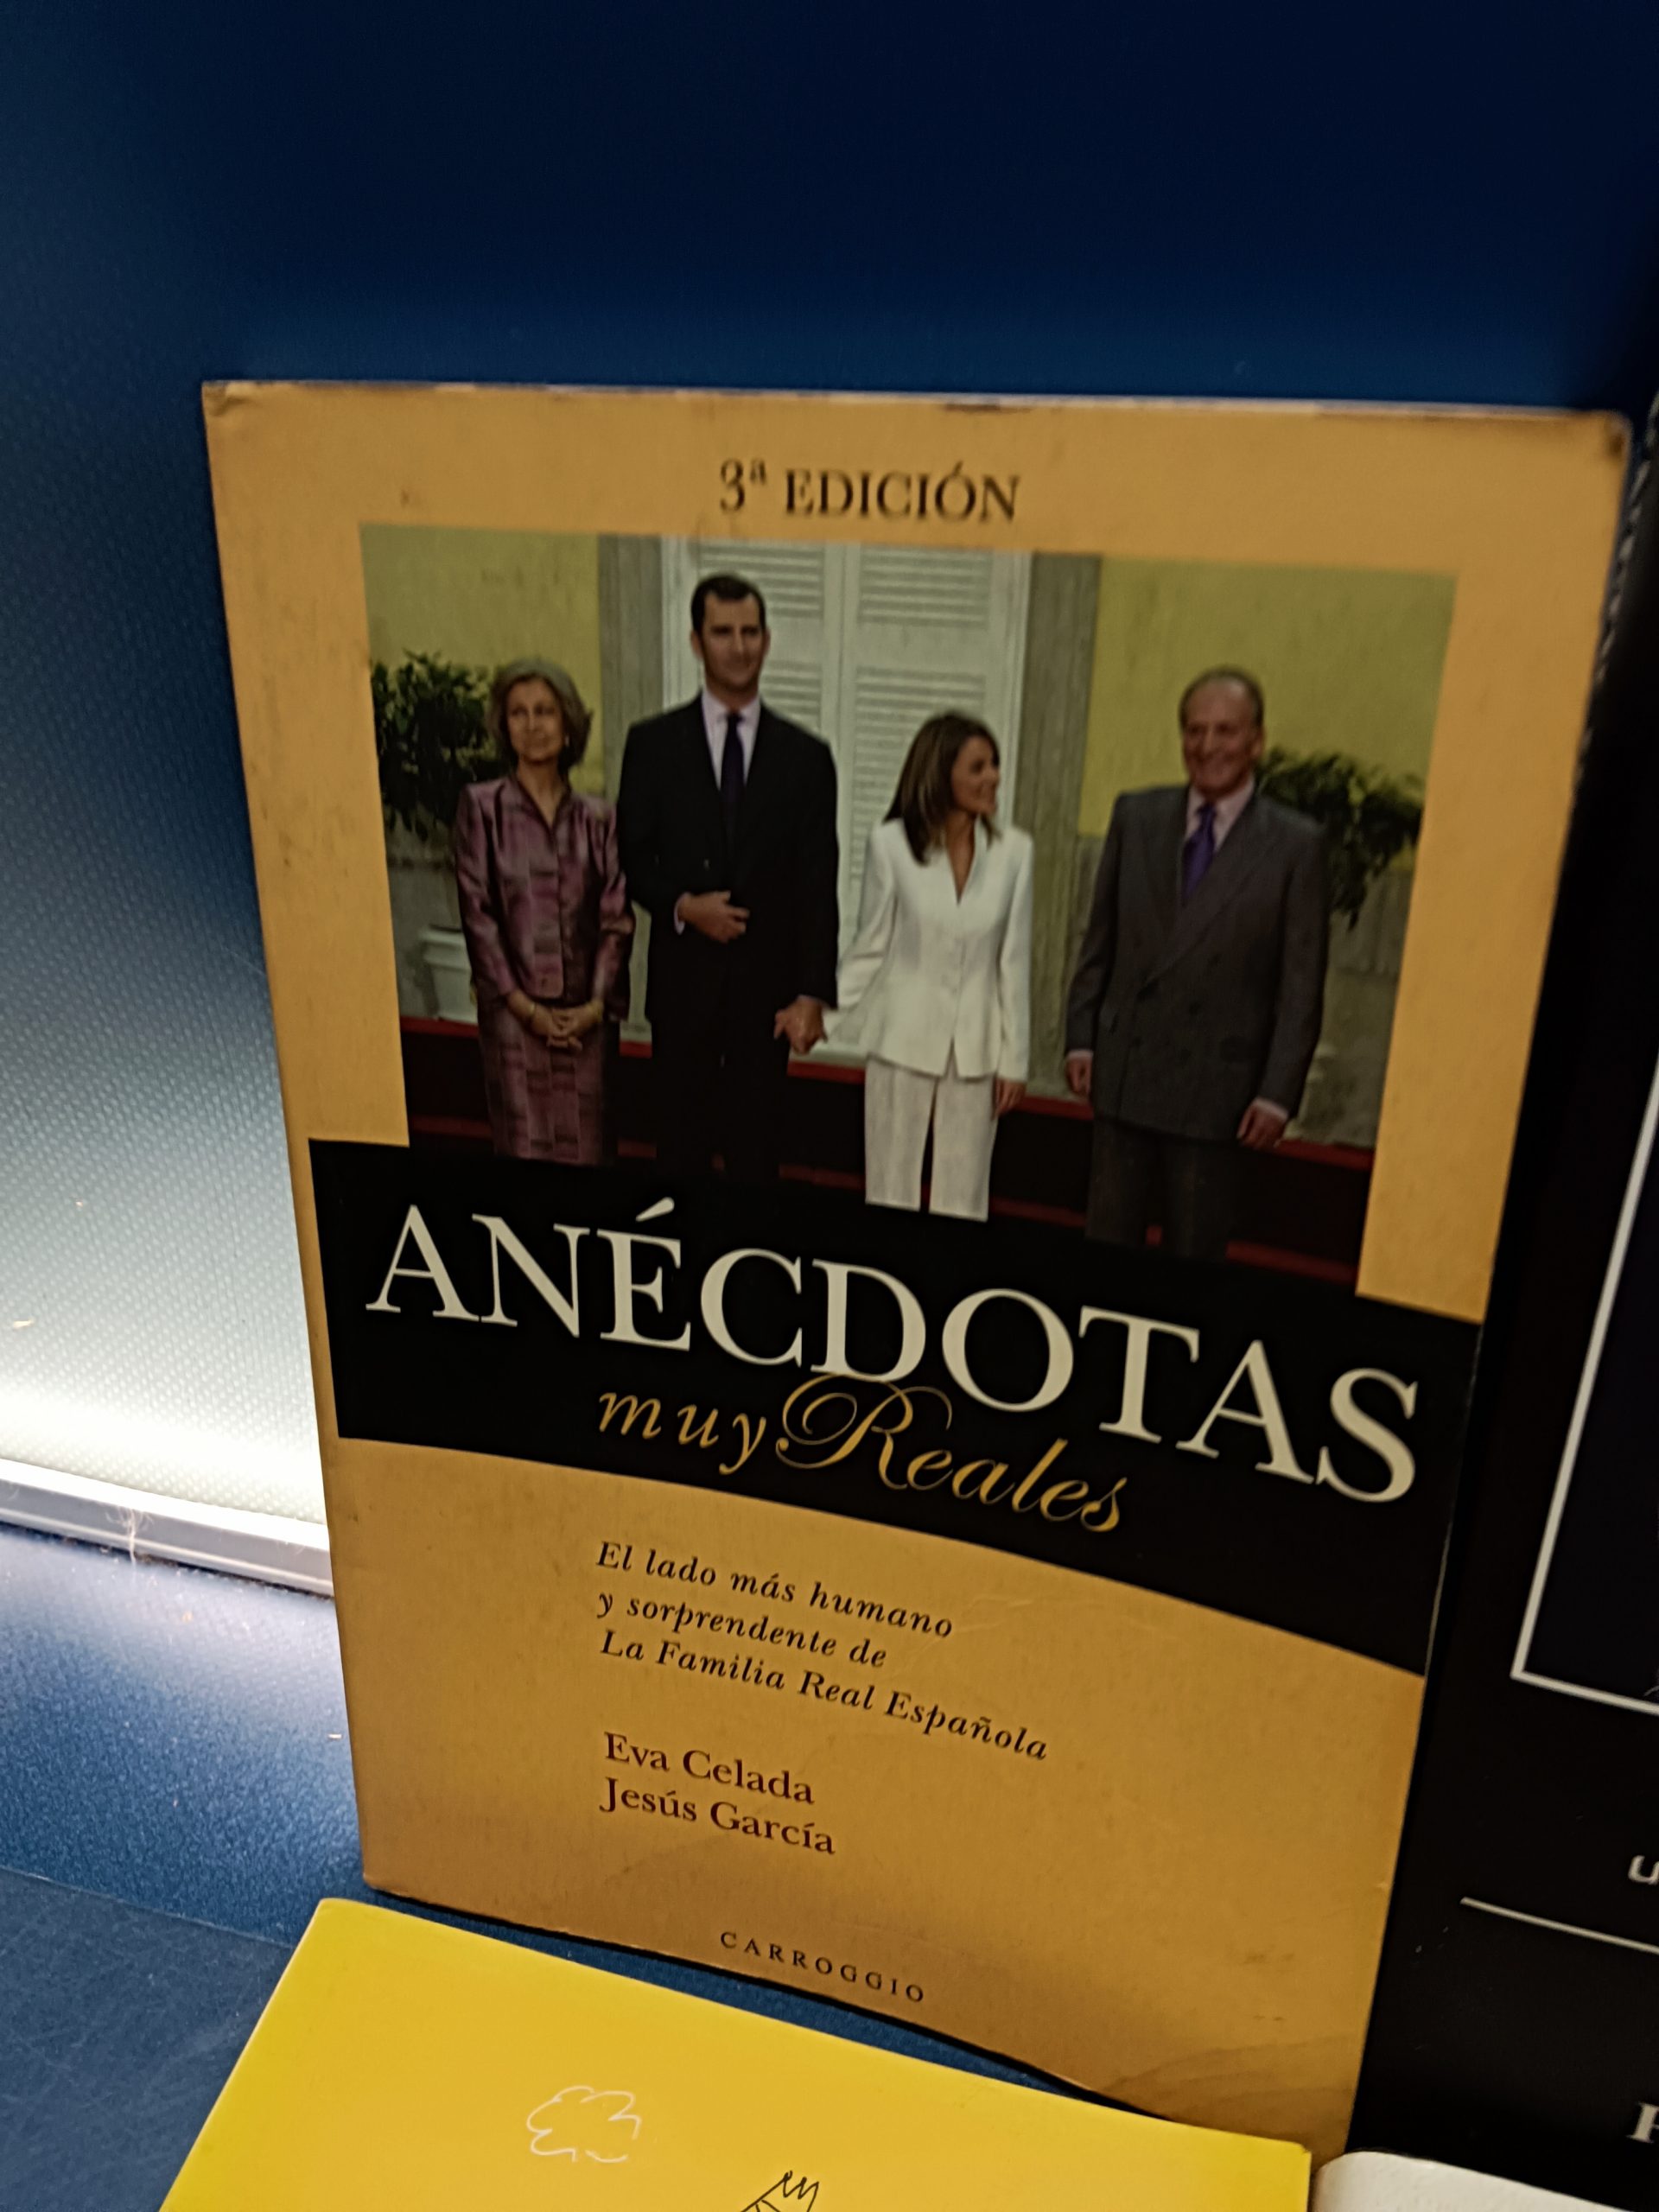 3ª EDICIÓN
ANÉCDOTAS
muy Reales
El lado más humano
y sorprendente de
La Familia Real Española
Eva Celada
Jesús García
CARROGGIO